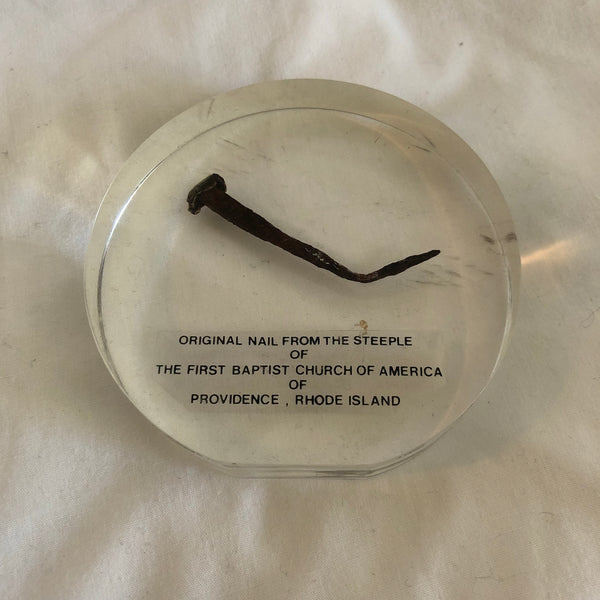 ORIGINAL NAIL FROM THE STEEPLE
OF
THE FIRST BAPTIST CHURCH OF AMERICA
OF
PROVIDENCE , RHODE ISLAND